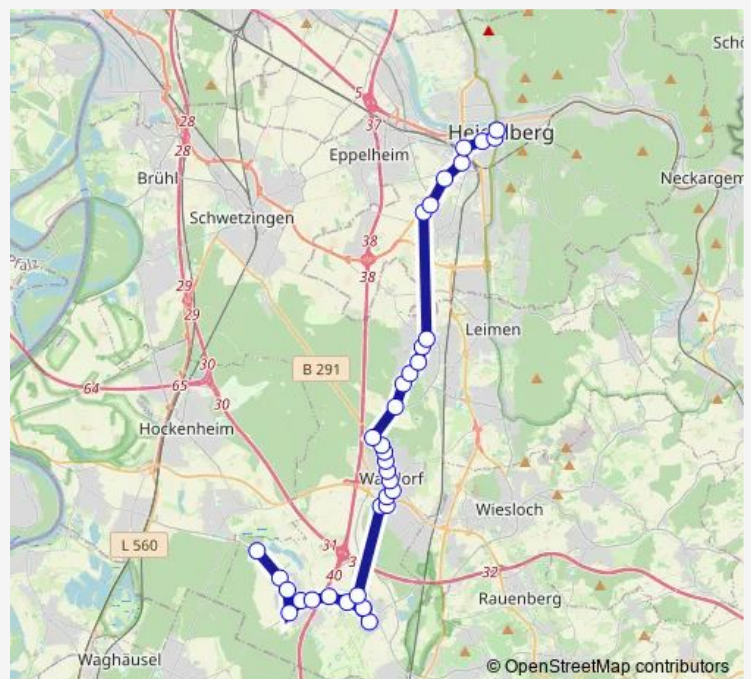 Schö
5
37
Heidelberg
28
28
Eppelheim
Brühl
Neckargem
Schwetzingen
Pfalz
38
38
29
29
Leimen
30
64
65
30
B 291
Hockenheim
Walldorf
Wiesloch
L 560
31
3
40
32
Rauenberg
Waghäusel
© OpenStreetMap contributors